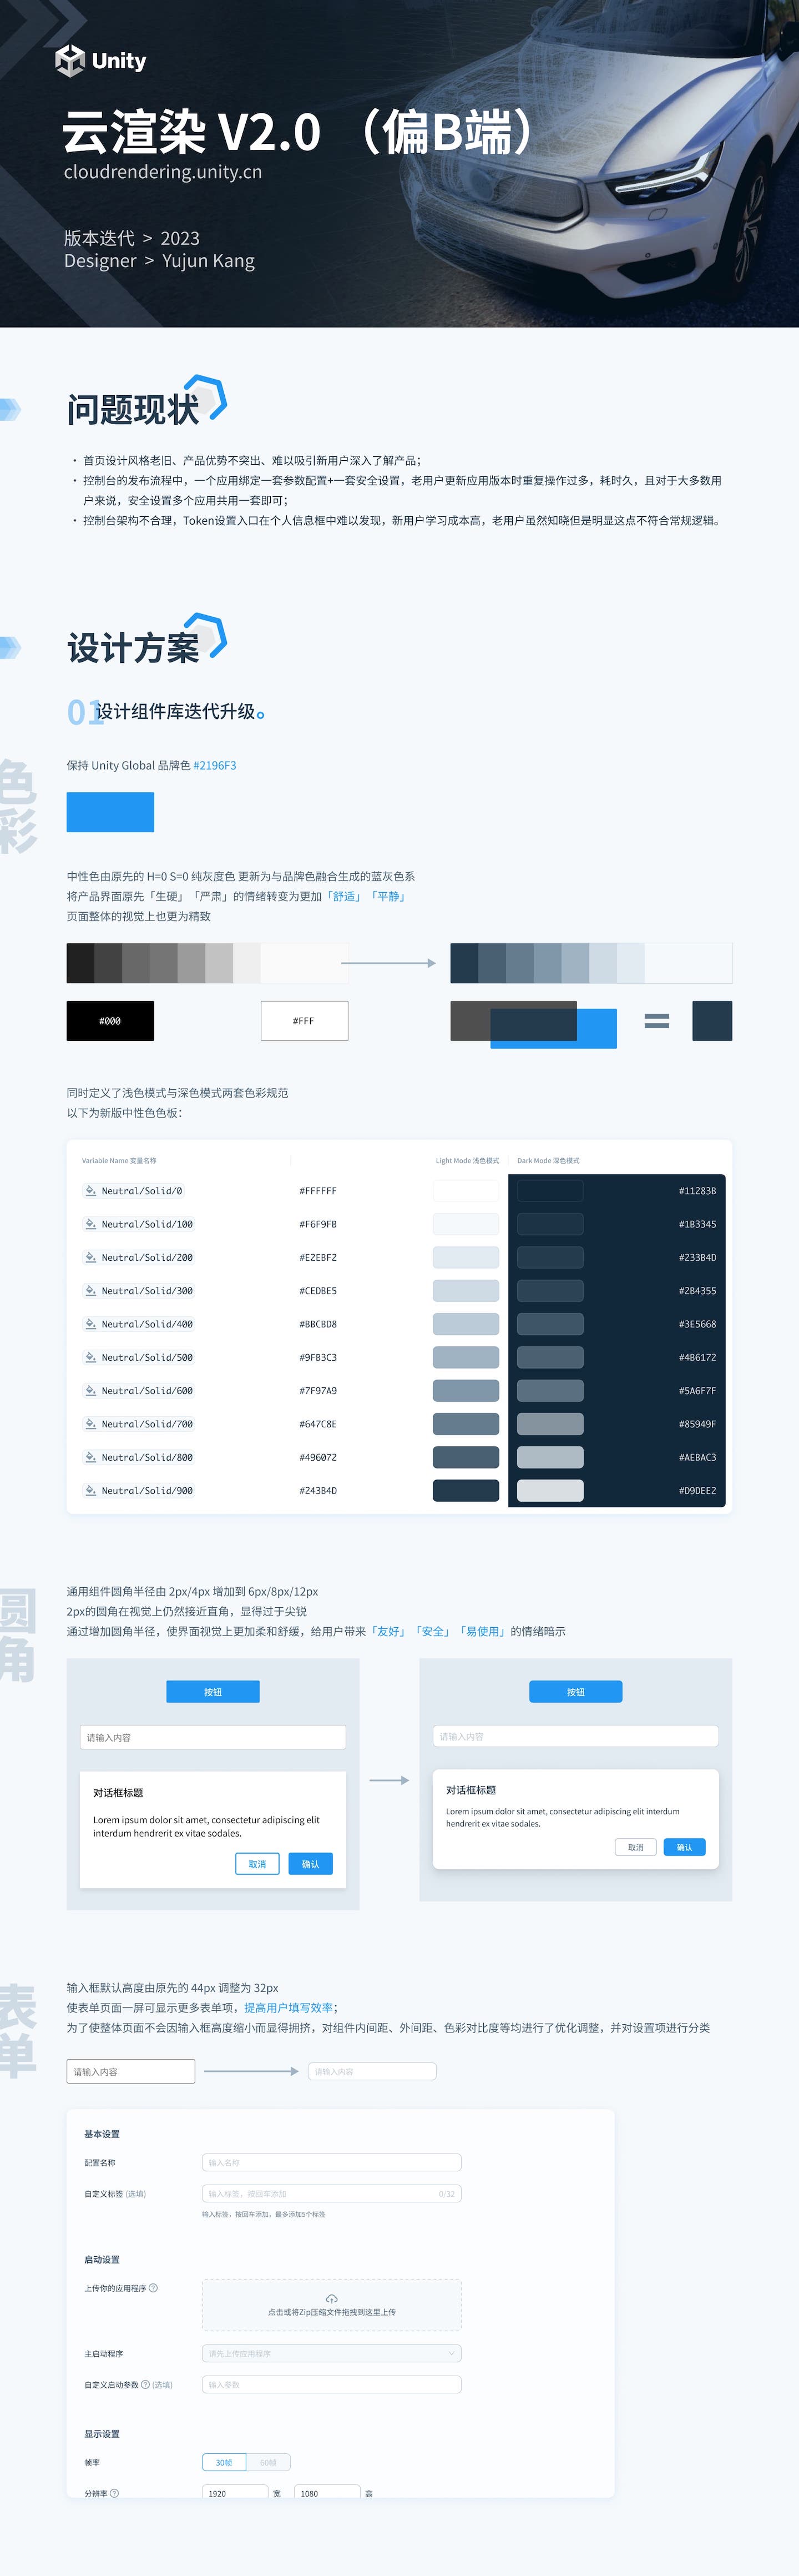 Unity
云渲染 V2.0 （偏B端）
cloudrendering.unity.cn
版本迭代 > 2023
Designer > Yujun Kang
问题现状
· 首页设计风格老旧、产品优势不突出、难以吸引新用户深入了解产品；
· 控制台的发布流程中，一个应用绑定一套参数配置+一套安全设置，老用户更新应用版本时重复操作过多，耗时久，且对于大多数用
户来说，安全设置多个应用共用一套即可；
· 控制台架构不合理，Token设置入口在个人信息框中难以发现，新用户学习成本高，老用户虽然知晓但是明显这点不符合常规逻辑。
设计方案
01 设计组件库迭代升级。
色彩
保持 Unity Global 品牌色 #2196F3
中性色由原先的 H=0 S=0 纯灰度色 更新为与品牌色融合生成的蓝灰色系
将产品界面原先「生硬」「严肃」的情绪转变为更加「舒适」「平静」
页面整体的视觉上也更为精致
#000
#FFF
同时定义了浅色模式与深色模式两套色彩规范
以下为新版中性色色板：
Variable Name 变量名称 Light Mode 浅色模式 Dark Mode 深色模式
Neutral/Solid/0 #FFFFFF #11283B
Neutral/Solid/100 #F6F9FB #1B3345
Neutral/Solid/200 #E2EBF2 #233B4D
Neutral/Solid/300 #CEDBE5 #2B4355
Neutral/Solid/400 #BBCBD8 #3E5668
Neutral/Solid/500 #9FB3C3 #4B6172
Neutral/Solid/600 #7F97A9 #5A6F7F
Neutral/Solid/700 #647C8E #85949F
Neutral/Solid/800 #496072 #AEBAC3
Neutral/Solid/900 #243B4D #D9DEE2
圆角
通用组件圆角半径由 2px/4px 增加到 6px/8px/12px
2px的圆角在视觉上仍然接近直角，显得过于尖锐
通过增加圆角半径，使界面视觉上更加柔和舒缓，给用户带来「友好」「安全」「易使用」的情绪暗示
按钮
请输入内容
对话框标题
Lorem ipsum dolor sit amet, consectetur adipiscing elit
interdum hendrerit ex vitae sodales.
取消 确认
按钮
请输入内容
对话框标题
Lorem ipsum dolor sit amet, consectetur adipiscing elit interdum
hendrerit ex vitae sodales.
取消 确认
表单
输入框默认高度由原先的 44px 调整为 32px
使表单页面一屏可显示更多表单项，提高用户填写效率；
为了使整体页面不会因输入框高度缩小而显得拥挤，对组件内间距、外间距、色彩对比度等均进行了优化调整，并对设置项进行分类
请输入内容
请输入内容
基本设置
配置名称 输入名称
自定义标签 (选填) 输入标签，按回车添加 0/32
输入标签，按回车添加，最多添加5个标签
启动设置
上传你的应用程序
点击或将Zip压缩文件拖拽到这里上传
主启动程序 请先上传应用程序
自定义启动参数 (选填) 输入参数
显示设置
帧率 30帧 60帧
分辨率 1920 宽 1080 高